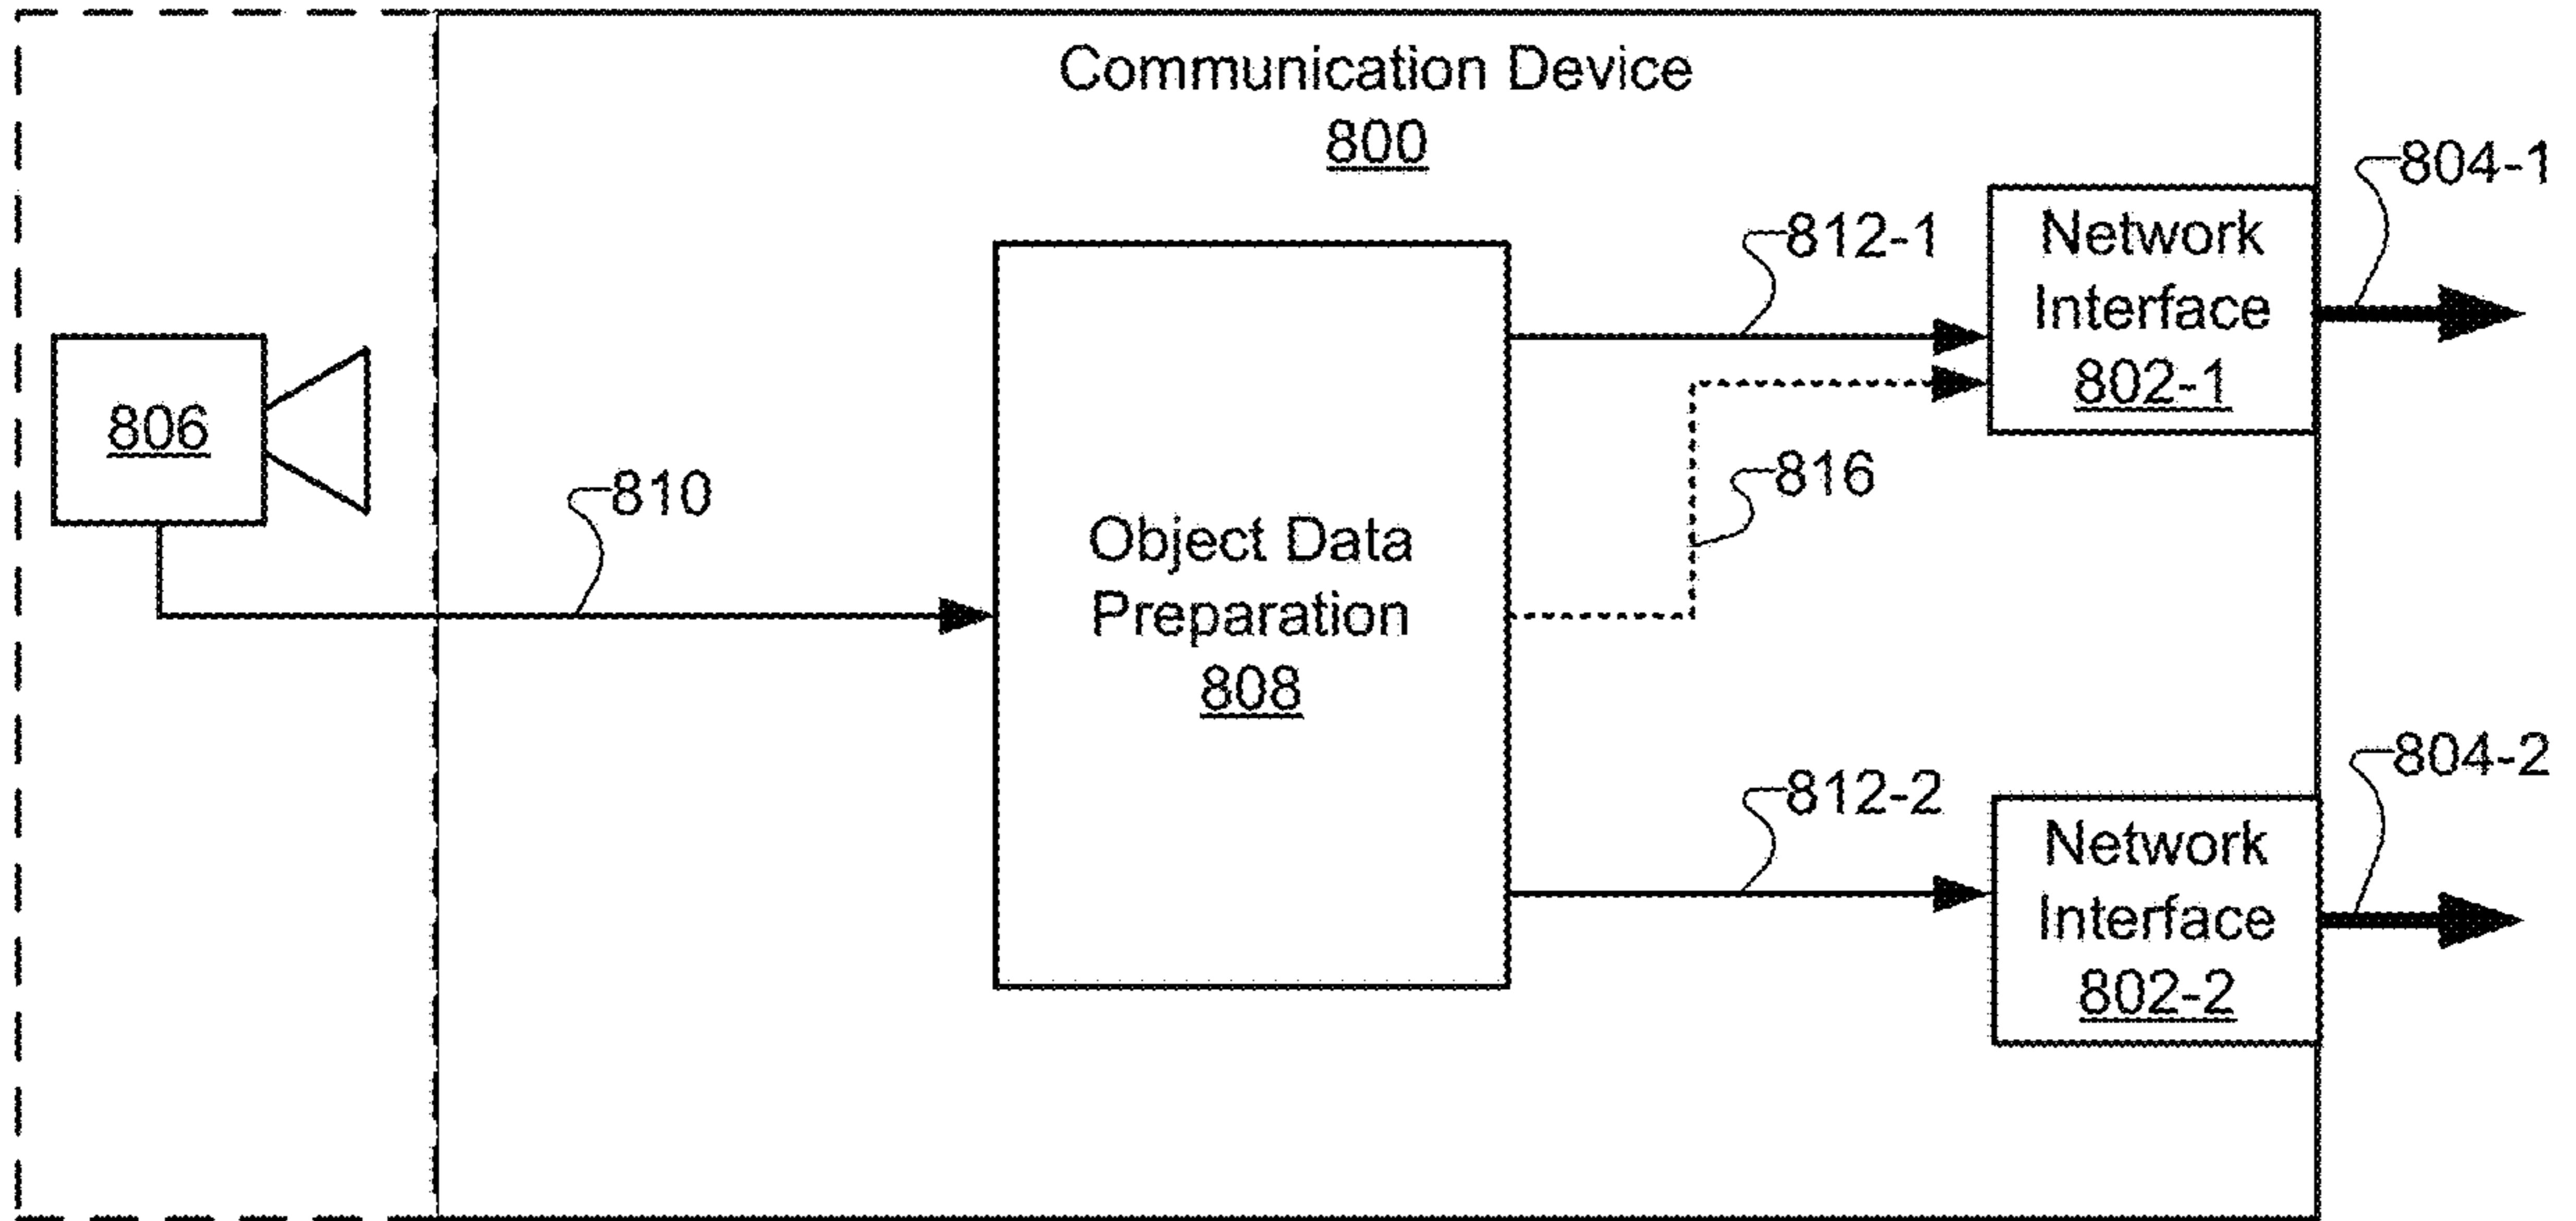 Communication Device
800
804-1
812-1
Network
Interface
802-1
806
810
816
Object Data
Preparation
808
812-2
804-2
Network
Interface
802-2